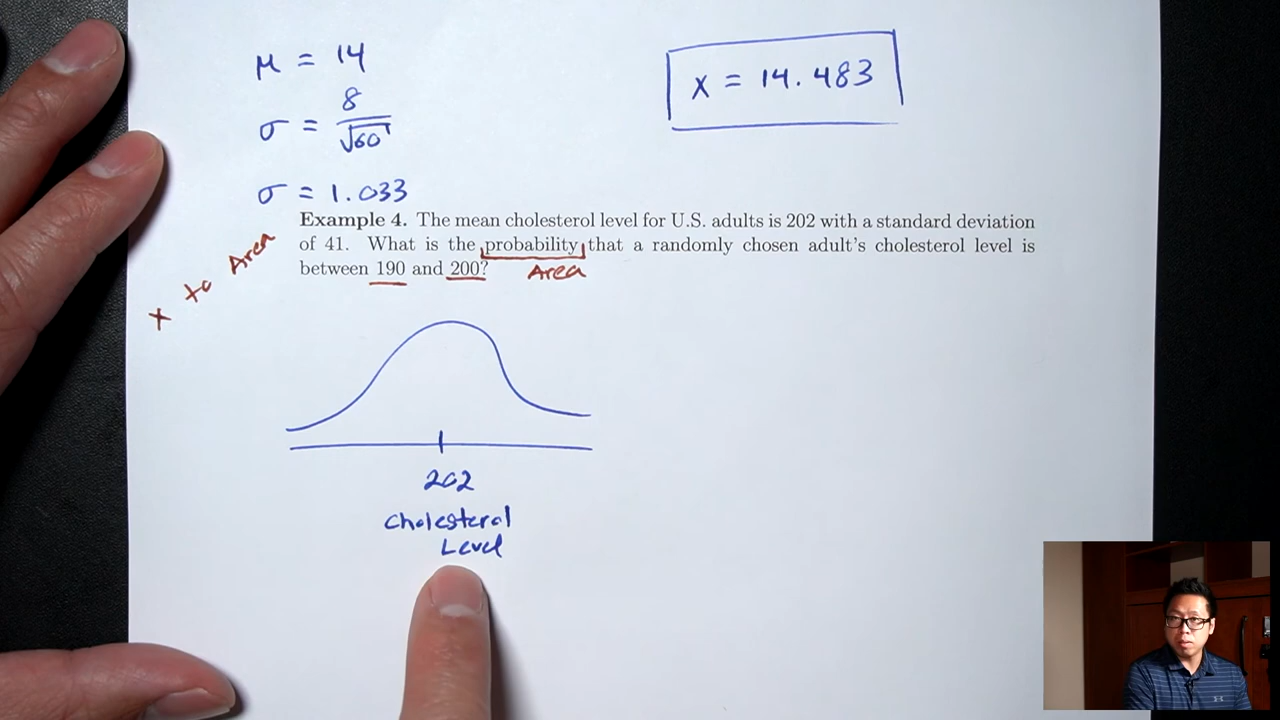 μ = 14
σ = 8/√60
σ = 1.033
x = 14.483
Example 4. The mean cholesterol level for U.S. adults is 202 with a standard deviation
of 41. What is the probability that a randomly chosen adult's cholesterol level is
between 190 and 200?
Area
x to Area
202
Cholesterol
Level